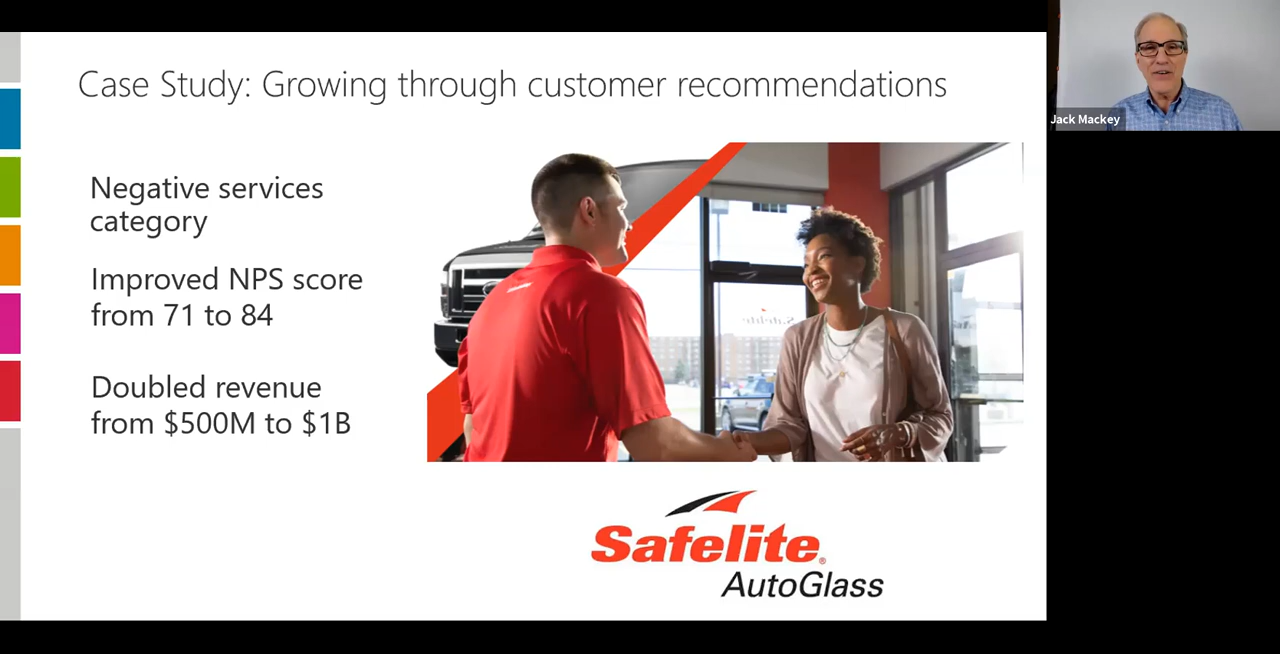 Case Study: Growing through customer recommendations
Jack Mackey
Negative services
category
Improved NPS score
from 71 to 84
Doubled revenue
from $500M to $1B
Safelite
Safelite®
AutoGlass